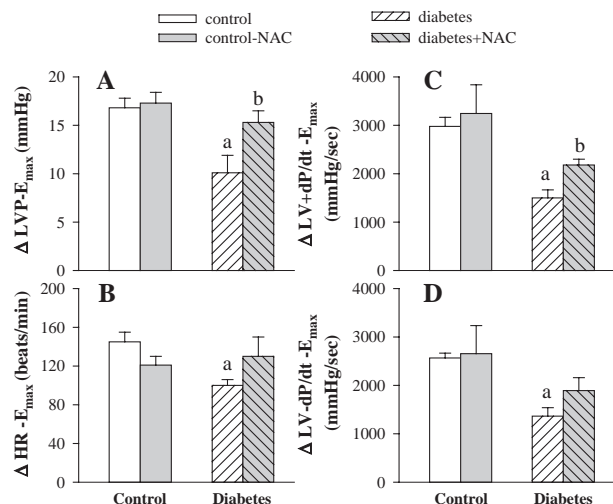 control
control-NAC
diabetes
diabetes+NAC
A
Δ LVP-Emax (mmHg)
20
15
10
5
0
a
b
C
Δ LV+dP/dt -Emax
(mmHg/sec)
4000
3000
2000
1000
0
a
b
B
Δ HR -Emax (beats/min)
200
160
120
80
40
0
a
Control
Diabetes
D
Δ LV-dP/dt -Emax
(mmHg/sec)
4000
3000
2000
1000
0
a
Control
Diabetes